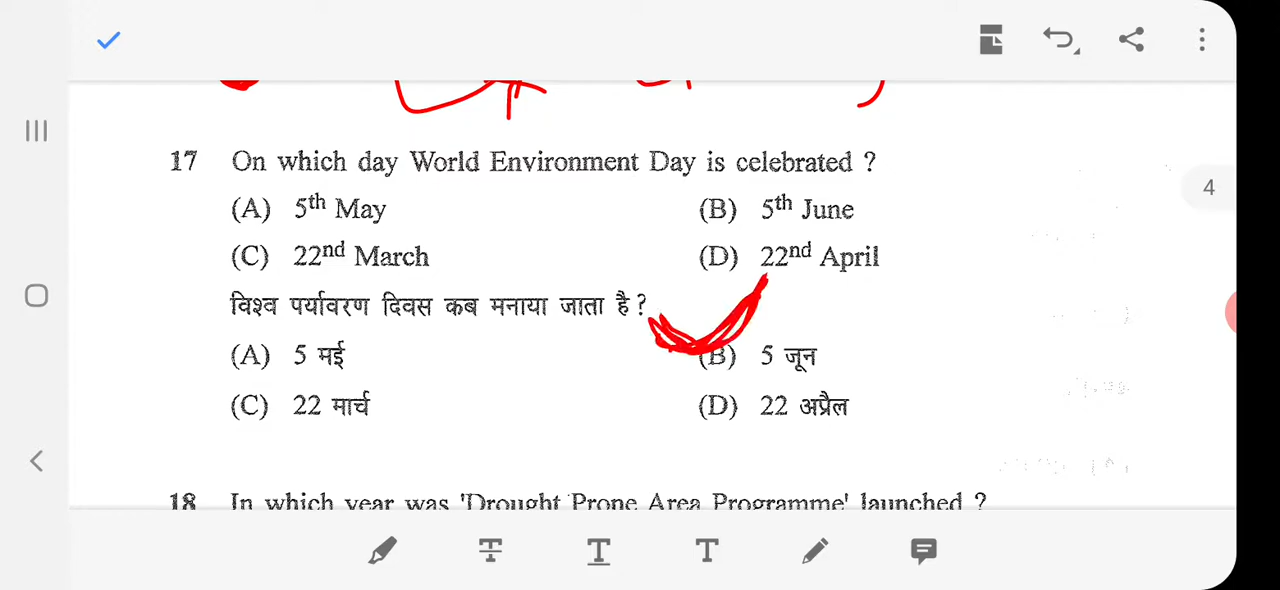 4
17 On which day World Environment Day is celebrated ?
(A) 5th May (B) 5th June
(C) 22nd March (D) 22nd April
विश्व पर्यावरण दिवस कब मनाया जाता है?
(A) 5 मई (B) 5 जून
(C) 22 मार्च (D) 22 अप्रैल
18 In which year was 'Drought Prone Area Programme' launched ?